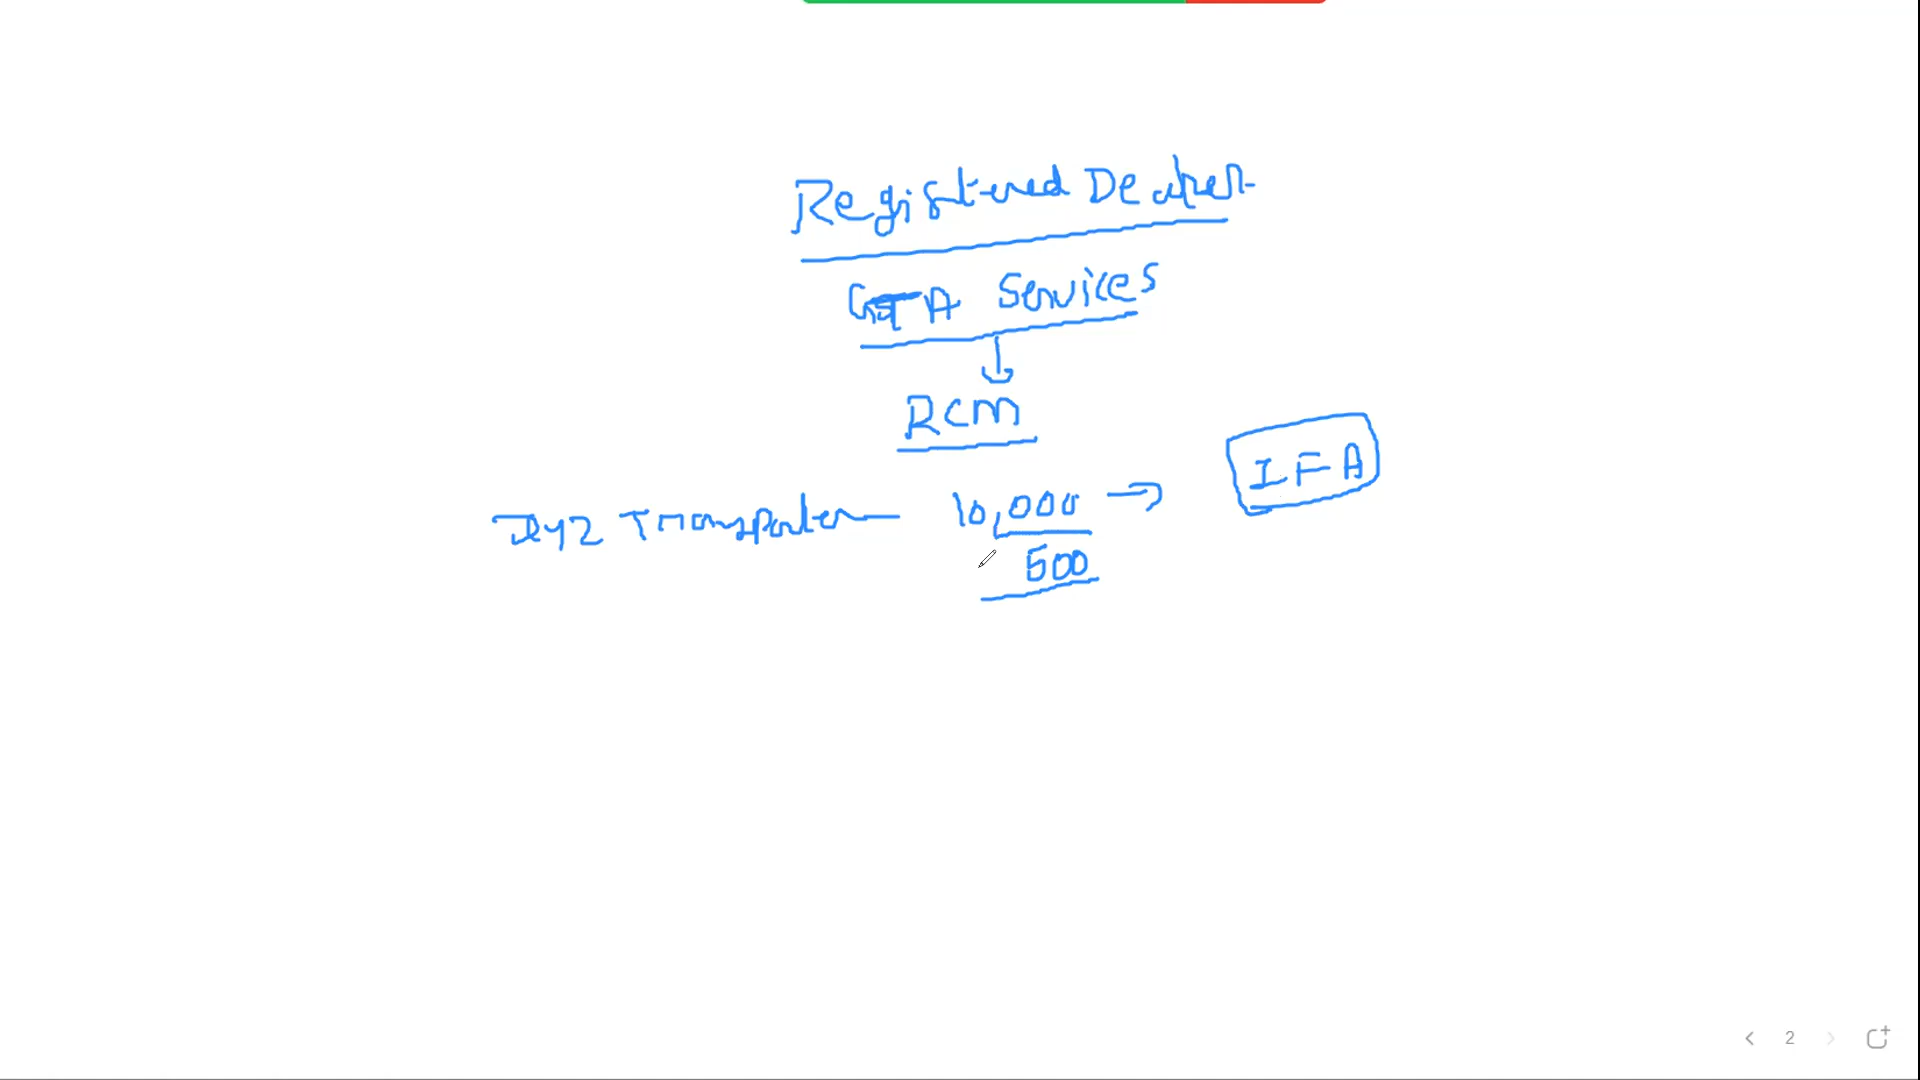 Registered Dealer
GTA Services
RCM
IFA
XYZ Transporter 10,000
500
2